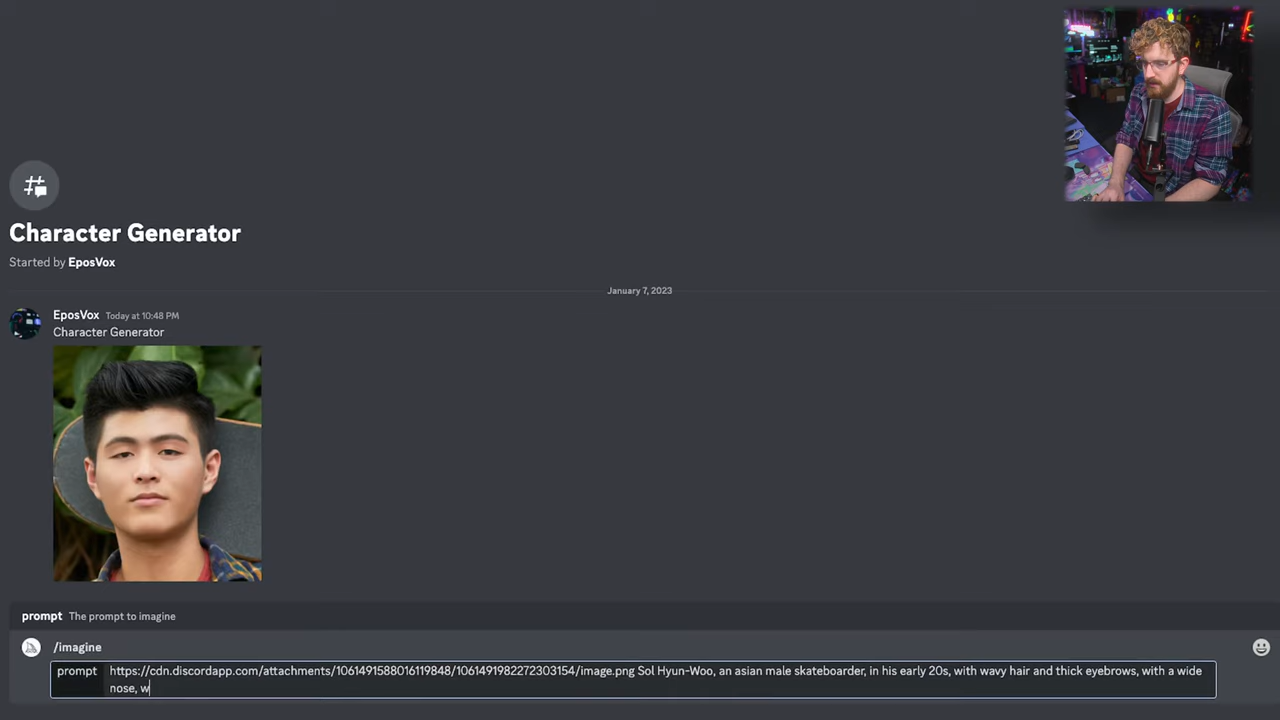 Character Generator
Started by EposVox
January 7, 2023
EposVox Today at 10:48 PM
Character Generator
prompt The prompt to imagine
/imagine
prompt https://cdn.discordapp.com/attachments/1061491588016119848/1061491982272303154/image.png Sol Hyun-Woo, an asian male skateboarder, in his early 20s, with wavy hair and thick eyebrows, with a wide
nose, w